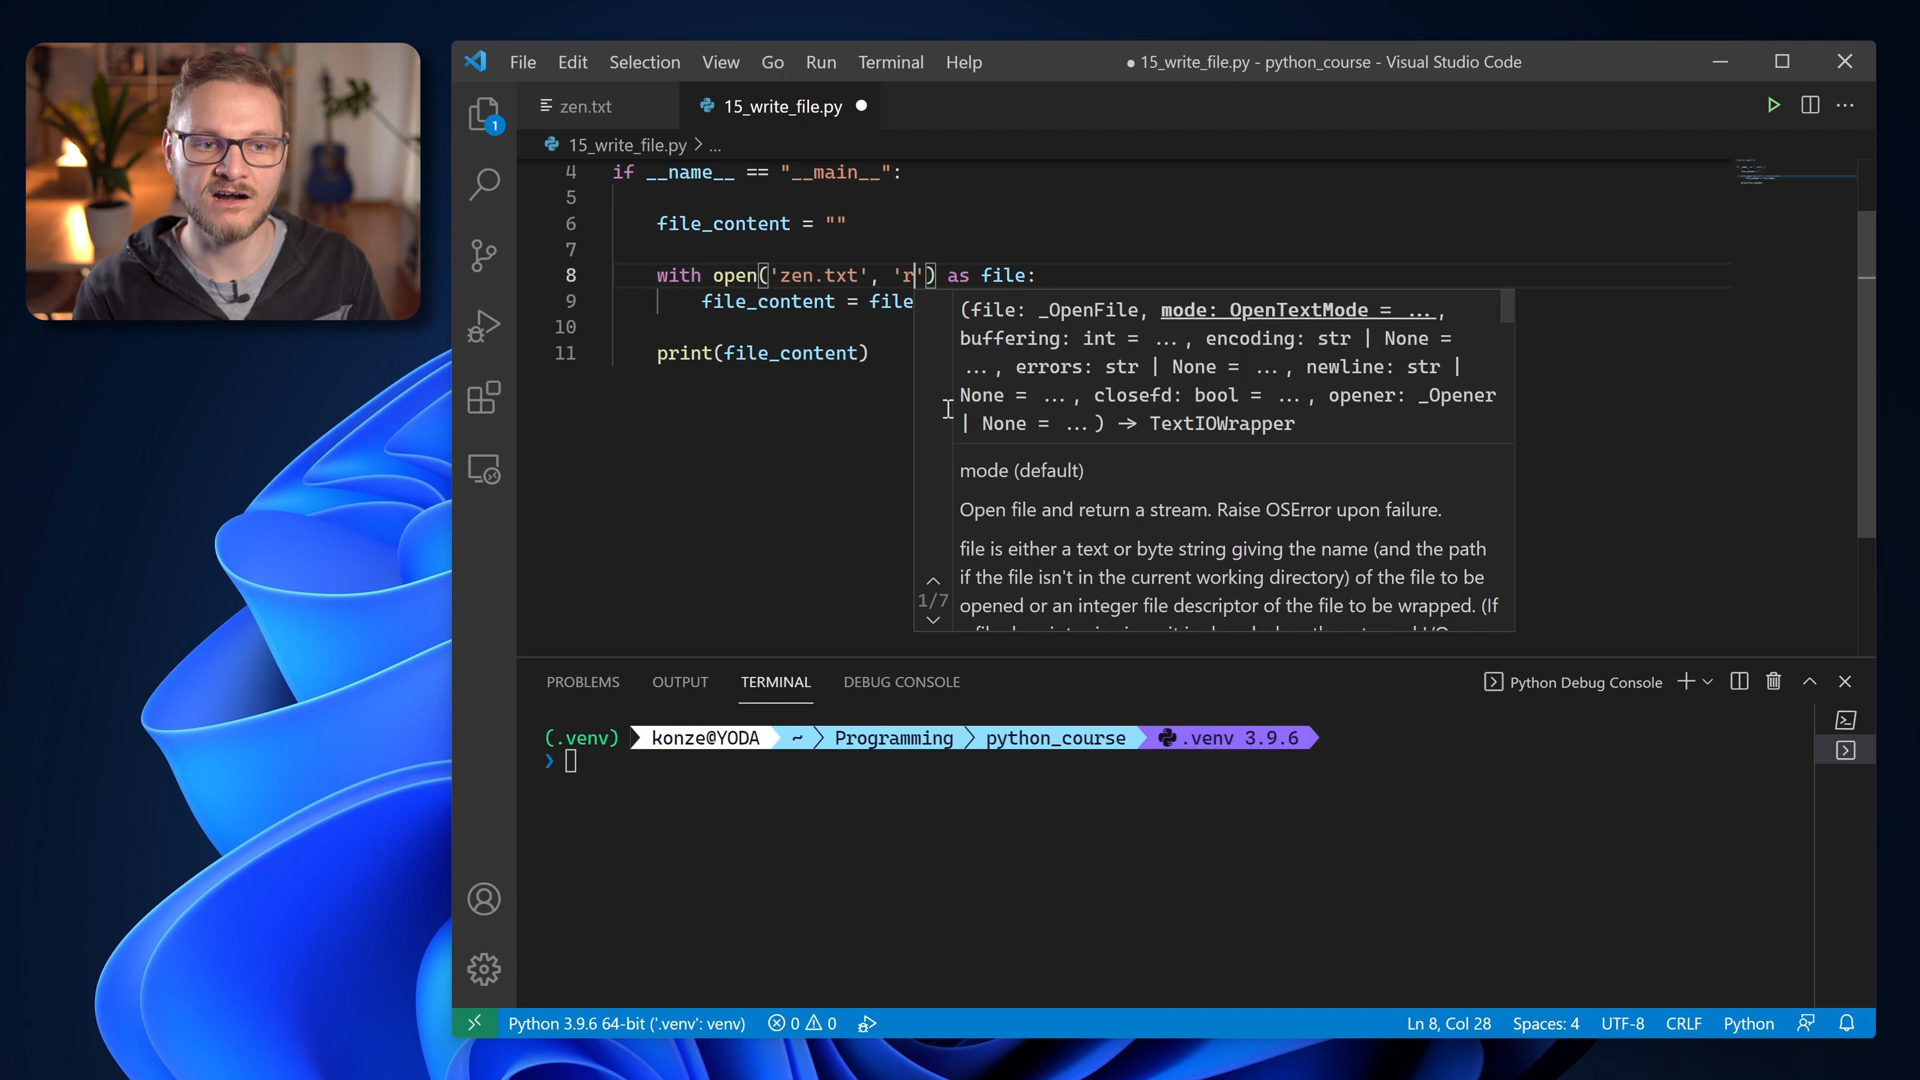 File Edit Selection View Go Run Terminal Help
● 15_write_file.py - python_course - Visual Studio Code
1
zen.txt
15_write_file.py ●
15_write_file.py > ...
4 if __name__ == "__main__":
5
6 file_content = ""
7
8 with open('zen.txt', 'r') as file:
9 file_content = file
10
11 print(file_content)
(file: _OpenFile, mode: OpenTextMode = ...,
buffering: int = ..., encoding: str | None =
..., errors: str | None = ..., newline: str |
None = ..., closefd: bool = ..., opener: _Opener
| None = ...) -> TextIOWrapper
mode (default)
Open file and return a stream. Raise OSError upon failure.
file is either a text or byte string giving the name (and the path
if the file isn't in the current working directory) of the file to be
opened or an integer file descriptor of the file to be wrapped. (If
1/7
PROBLEMS OUTPUT TERMINAL DEBUG CONSOLE
Python Debug Console
(.venv) konze@YODA ~ Programming python_course .venv 3.9.6
❯
Python 3.9.6 64-bit ('.venv': venv) 0 0
Ln 8, Col 28 Spaces: 4 UTF-8 CRLF Python